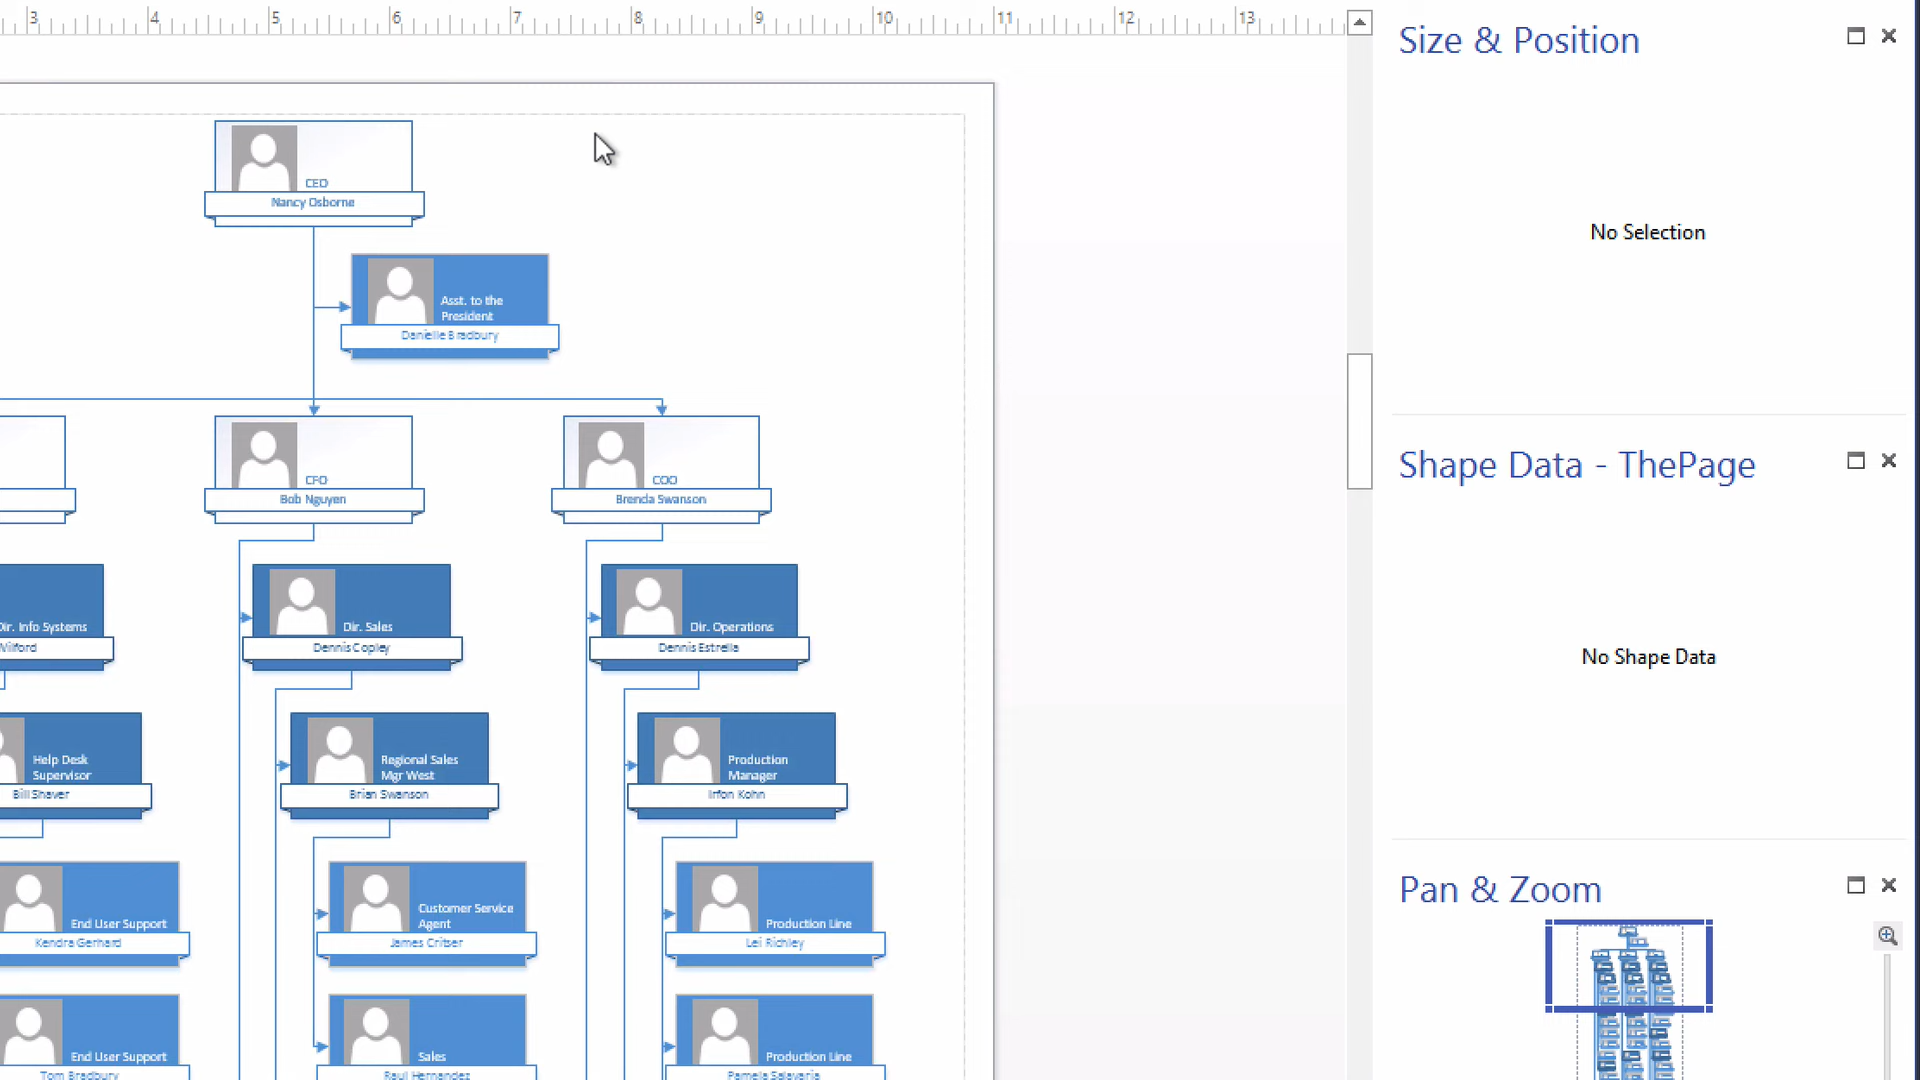 3 4 5 6 7 8 9 10 11 12 13
Size & Position
No Selection
CEO
Nancy Osborne
Asst. to the
President
Danielle Bradbury
CFO
Bob Nguyen
COO
Brenda Swanson
Shape Data - ThePage
No Shape Data
Dir. Info Systems
Wilford
Dir. Sales
Dennis Copley
Dir. Operations
Dennis Estrella
Help Desk
Supervisor
Bill Shaver
Regional Sales
Mgr West
Brian Swanson
Production
Manager
Irfon Kohn
End User Support
Kendra Gerhard
Customer Service
Agent
James Critser
Production Line
Lei Richley
Pan & Zoom
End User Support
Tom Bradbury
Sales
Raul Hernandez
Production Line
Pamela Salavaria